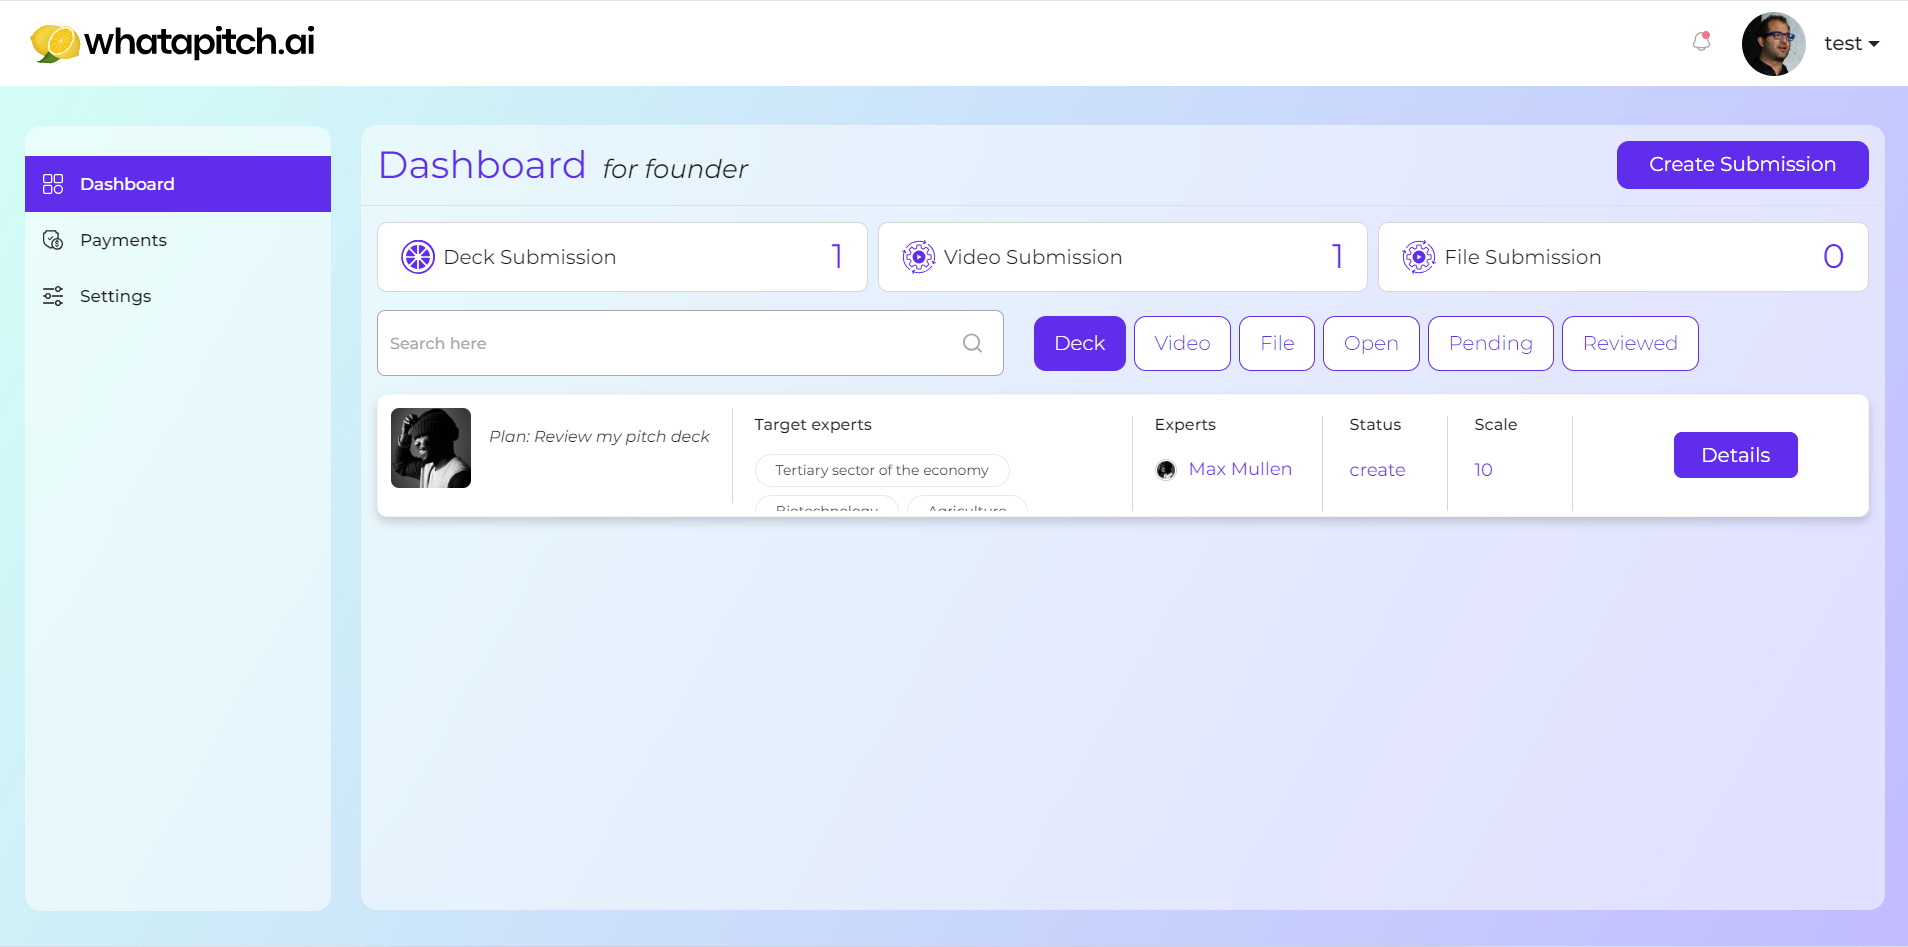 whatapitch.ai
test
Dashboard
Payments
Settings
Dashboard for founder
Create Submission
Deck Submission 1
Video Submission 1
File Submission 0
Search here
Deck
Video
File
Open
Pending
Reviewed
Plan: Review my pitch deck
Target experts
Tertiary sector of the economy
Biotechnology Agriculture
Experts
Max Mullen
Status
create
Scale
10
Details